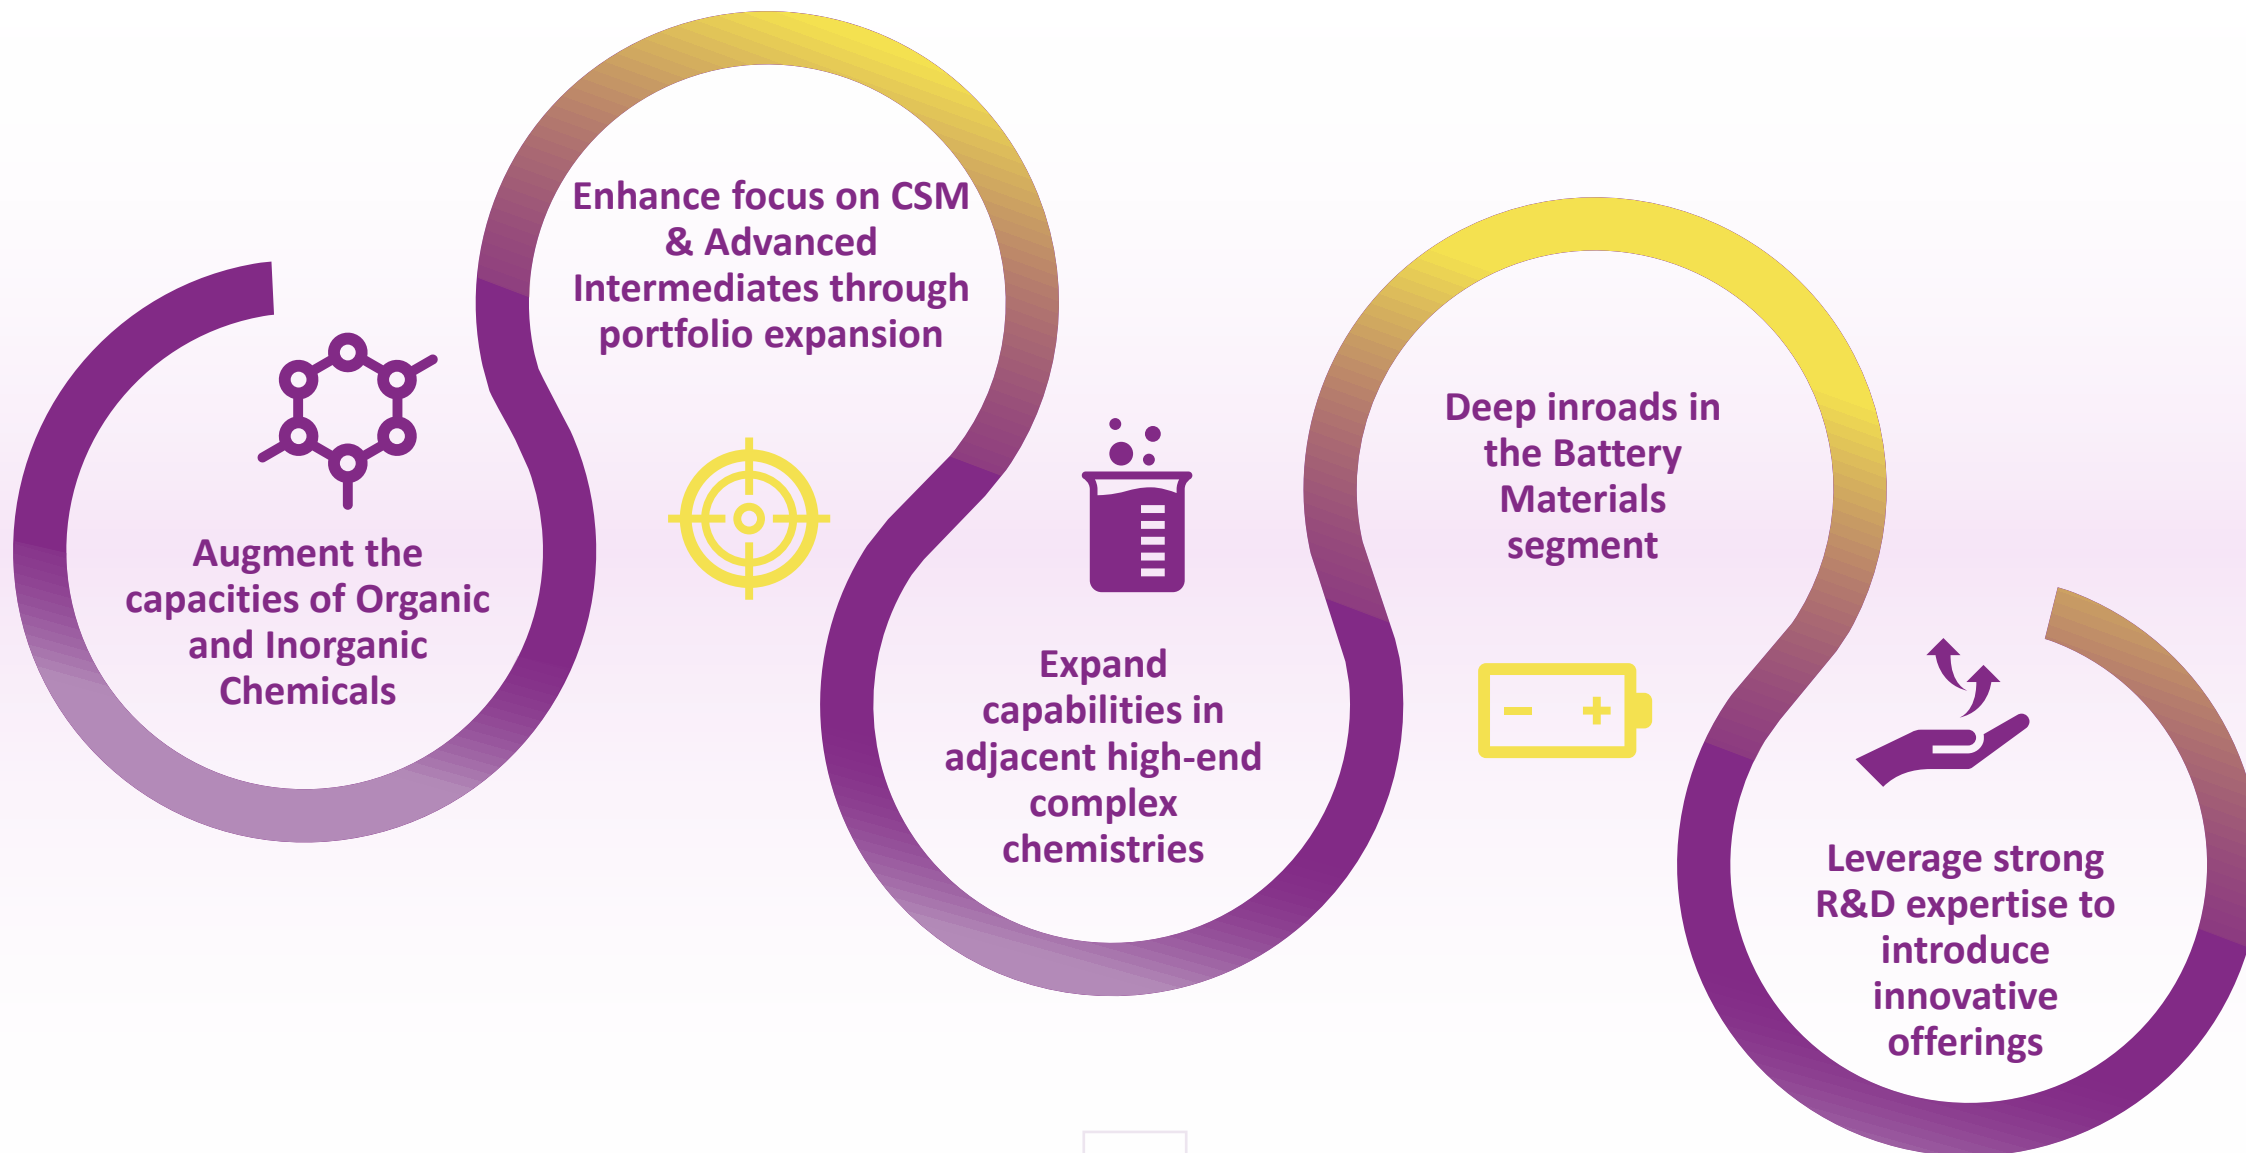 Augment the
capacities of Organic
and Inorganic
Chemicals
Enhance focus on CSM
& Advanced
Intermediates through
portfolio expansion
Expand
capabilities in
adjacent high-end
complex
chemistries
Deep inroads in
the Battery
Materials
segment
Leverage strong
R&D expertise to
introduce
innovative
offerings